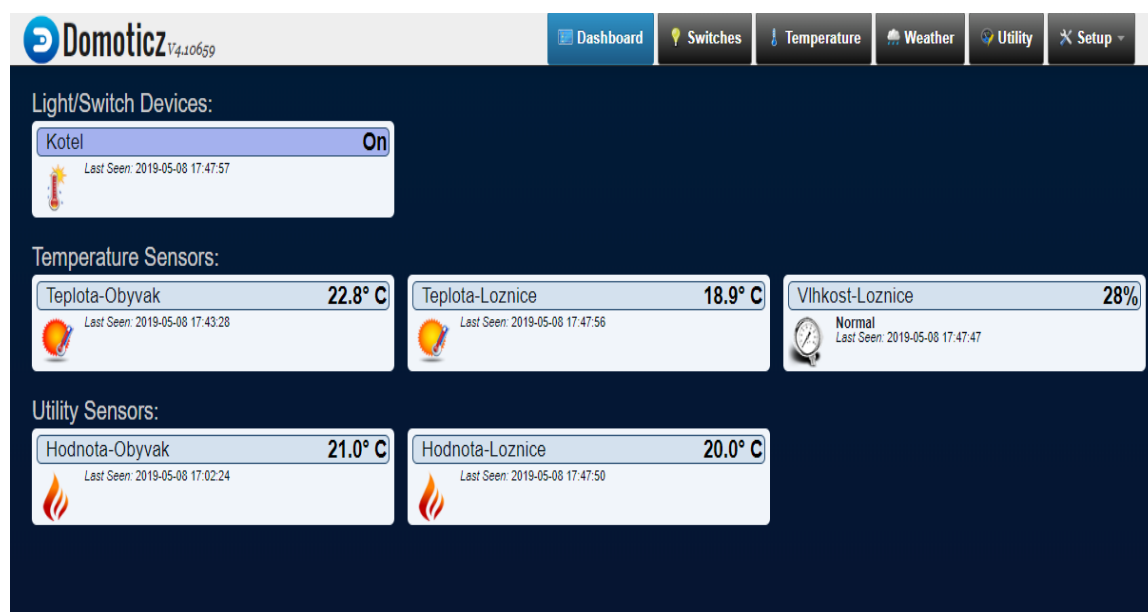 Domoticz V4.10659
Dashboard Switches Temperature Weather Utility Setup
Light/Switch Devices:
Kotel On
Last Seen: 2019-05-08 17:47:57
Temperature Sensors:
Teplota-Obyvak 22.8° C
Last Seen: 2019-05-08 17:43:28
Teplota-Loznice 18.9° C
Last Seen: 2019-05-08 17:47:56
Vlhkost-Loznice 28%
Normal
Last Seen: 2019-05-08 17:47:47
Utility Sensors:
Hodnota-Obyvak 21.0° C
Last Seen: 2019-05-08 17:02:24
Hodnota-Loznice 20.0° C
Last Seen: 2019-05-08 17:47:50